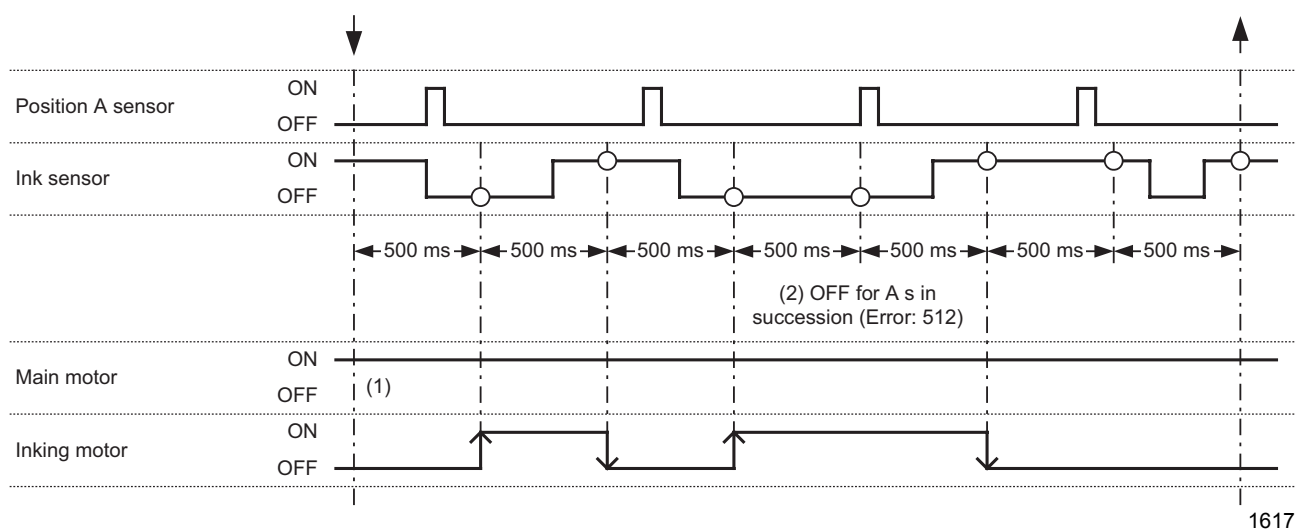 ON
Position A sensor
OFF
ON
Ink sensor
OFF
500 ms 500 ms 500 ms 500 ms 500 ms 500 ms 500 ms
(2) OFF for A s in
succession (Error: 512)
ON
Main motor
(1)
OFF
ON
Inking motor
OFF
1617